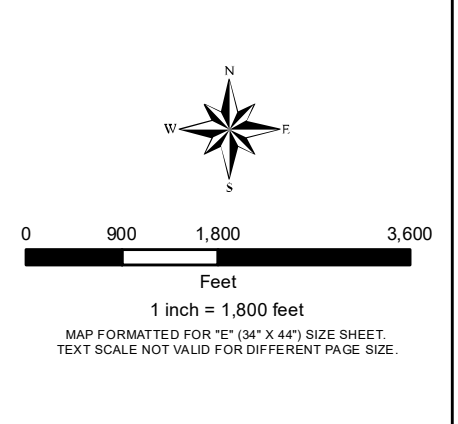 N
W E
S
0 900 1,800 3,600
Feet
1 inch = 1,800 feet
MAP FORMATTED FOR "E" (34" X 44") SIZE SHEET.
TEXT SCALE NOT VALID FOR DIFFERENT PAGE SIZE.